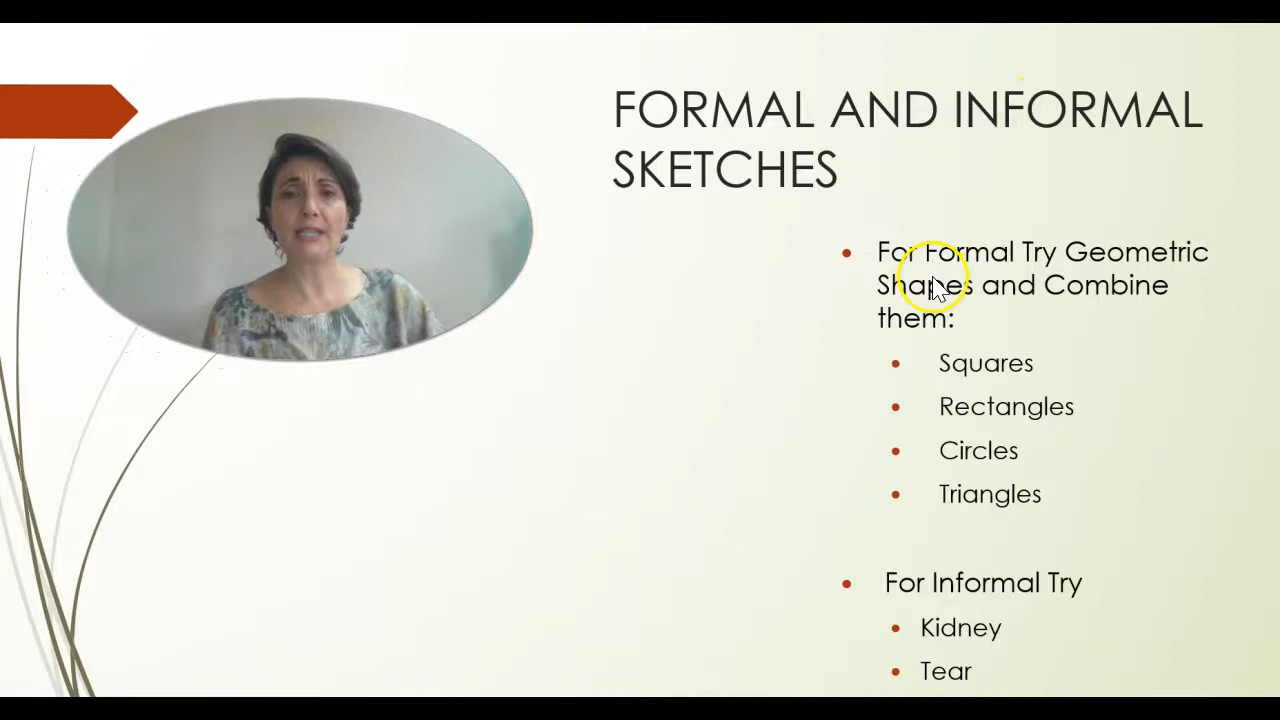 FORMAL AND INFORMAL
SKETCHES
For Formal Try Geometric
Shapes and Combine
them:
Squares
Rectangles
Circles
Triangles
For Informal Try
Kidney
Tear